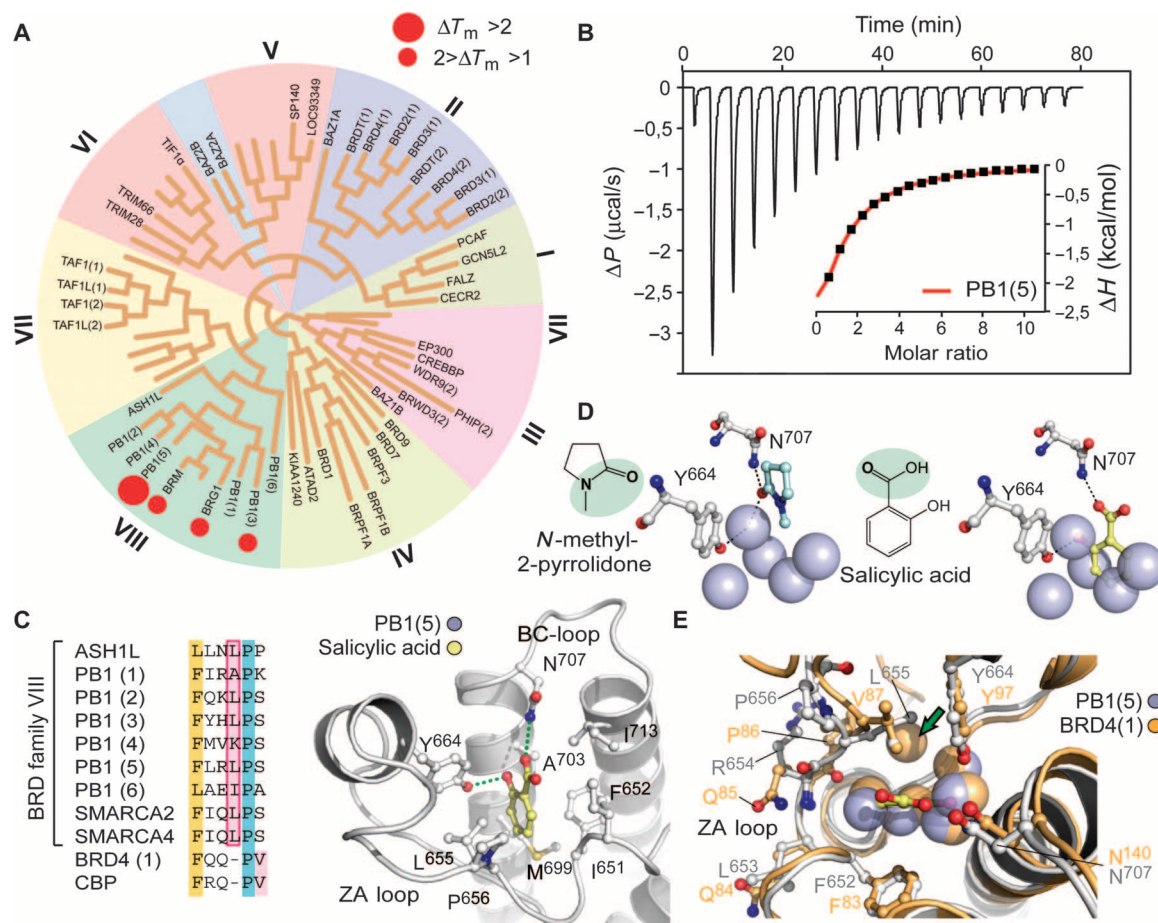 A
ΔTm >2
2>ΔTm >1
V
II
I
VII
III
IV
VIII
VII
VI
SP140
LOC93349
BAZ1A
BRDT(1)
BRD4(1)
BRD2(1)
BRD3(1)
BRDT(2)
BRD4(2)
BRD3(1)
BRD2(2)
PCAF
GCN5L2
FALZ
CECR2
EP300
CREBBP
WDR9(2)
PHIP(2)
BRWD3(2)
BAZ1B
BRD9
BRD7
BRPF3
BRPF1B
BRPF1A
BRD1
ATAD2
KIAA1240
PB1(6)
PB1(3)
PB1(1)
BRG1
BRM
PB1(5)
PB1(4)
PB1(2)
ASH1L
TAF1L(2)
TAF1(2)
TAF1L(1)
TAF1(1)
TRIM28
TRIM66
TIF1α
BAZ2B
BAZ2A
B
Time (min)
0 20 40 60 80
ΔP (μcal/s)
0
–0,5
–1
–1.5
–2
–2,5
–3
PB1(5)
0 2 4 6 8 10
Molar ratio
0
–0,5
–1
–1,5
–2
–2,5
ΔH (kcal/mol)
C
BRD family VIII
ASH1L LLNLPP
PB1 (1) FIRAPK
PB1 (2) FQKLPS
PB1 (3) FYHLPS
PB1 (4) FMVKPS
PB1 (5) FLRLPS
PB1 (6) LAEIPA
SMARCA2 FIQLPS
SMARCA4 FIQLPS
BRD4 (1) FQQ-PV
CBP FRQ-PV
PB1(5)
Salicylic acid
BC-loop
N707
Y664
I713
A703
F652
L655
M699
I651
P656
ZA loop
D
N-methyl-
2-pyrrolidone
O
N
N707
Y664
O
OH
OH
Salicylic acid
N707
Y664
E
PB1(5)
BRD4(1)
L655
Y664
P656
V87
Y97
P86
R654
Q85
ZA loop
L653
Q84
F652
F83
N140
N707